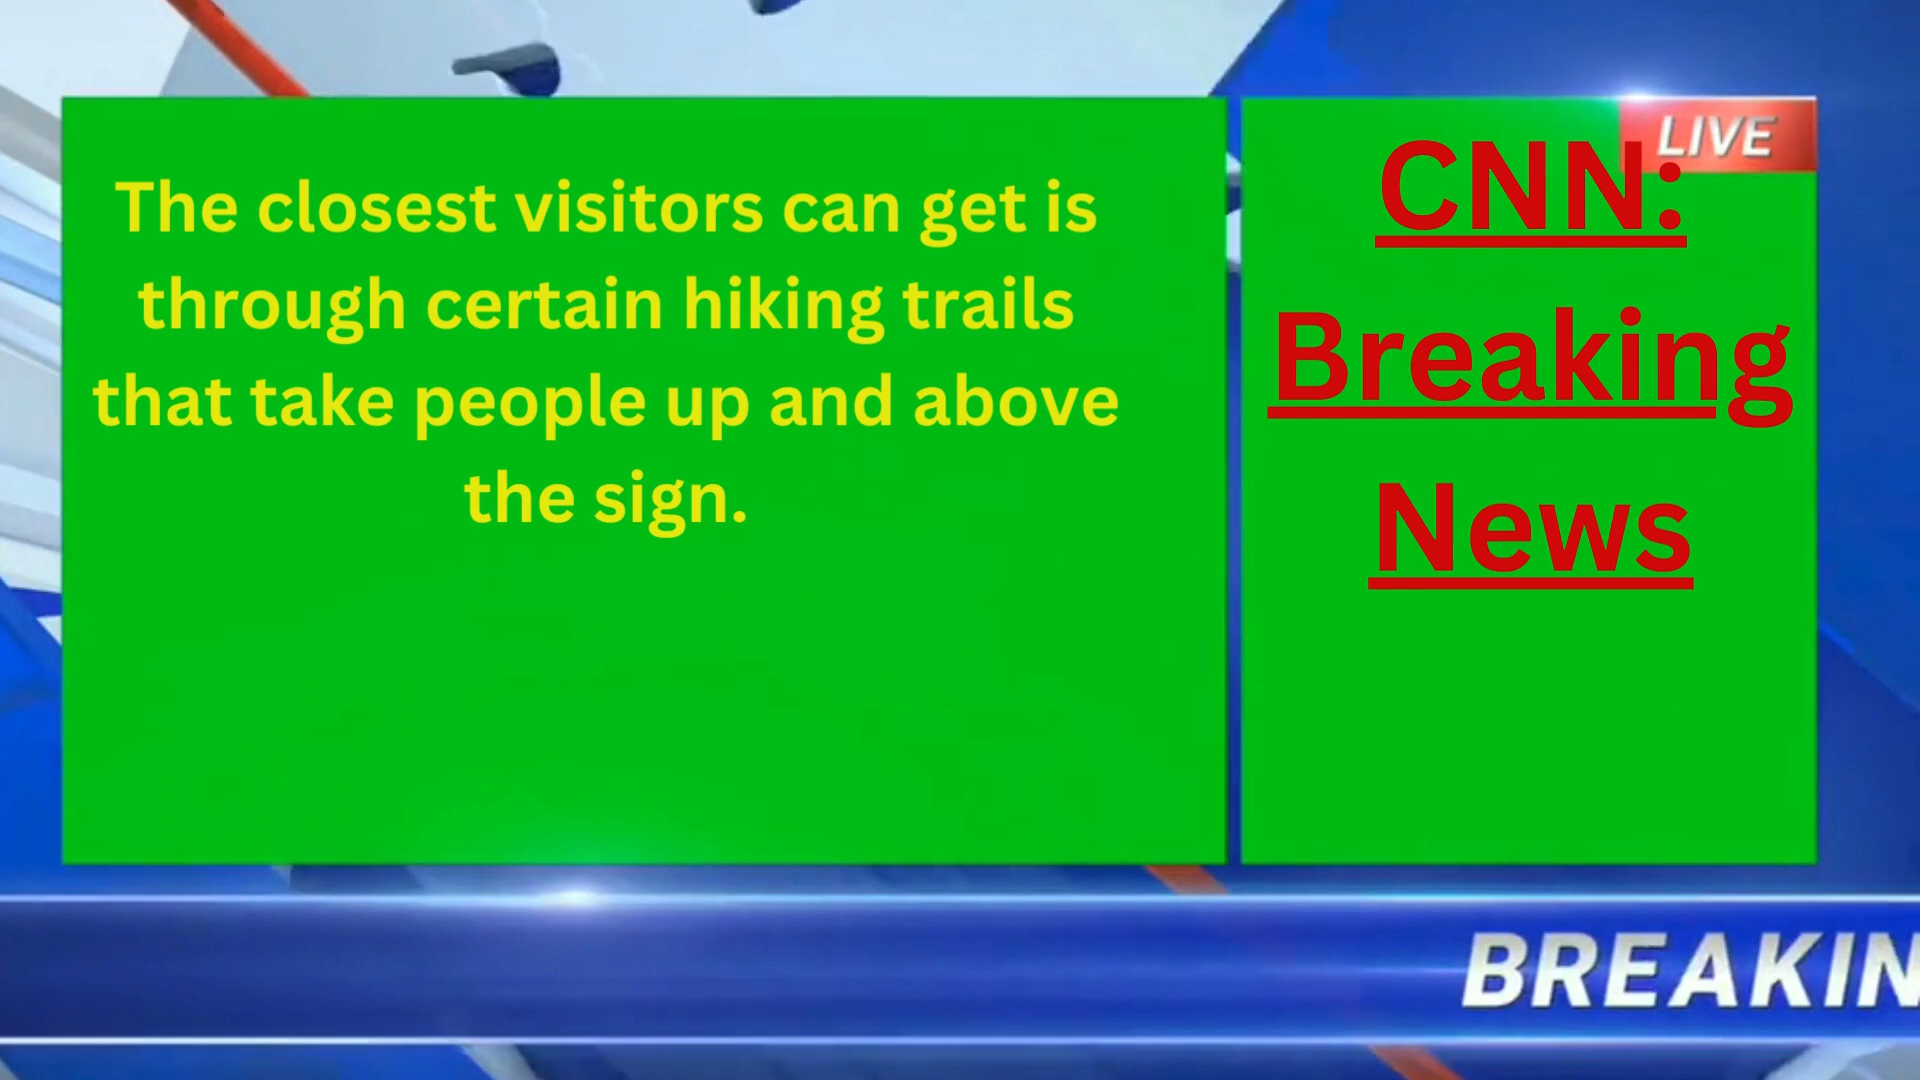 The closest visitors can get is
through certain hiking trails
that take people up and above
the sign.
LIVE
CNN:
Breaking
News
BREAKIN